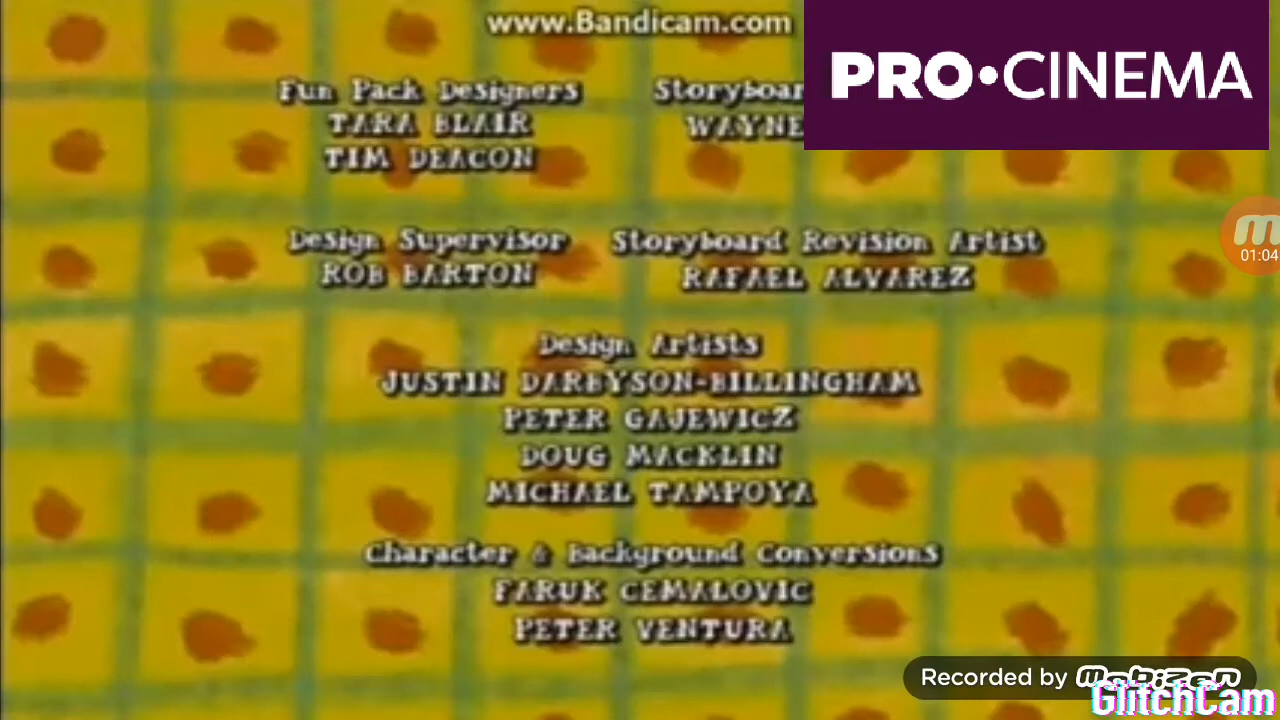 www.Bandicam.com
PRO•CINEMA
Fun Pack Designers
TARA BLAIR
TIM DEACON
WAYNE
01:04
Design Supervisor
ROB BARTON
Storyboard Revision Artist
RAFAEL ALVAREZ
Design Artists
JUSTIN DARBYSON-BILLINGHAM
PETER GAJEWICZ
DOUG MACKLIN
MICHAEL TAMPOYA
Character & Background Conversions
FARUK CEMALOVIC
PETER VENTURA
Recorded by mobizen
GlitchCam